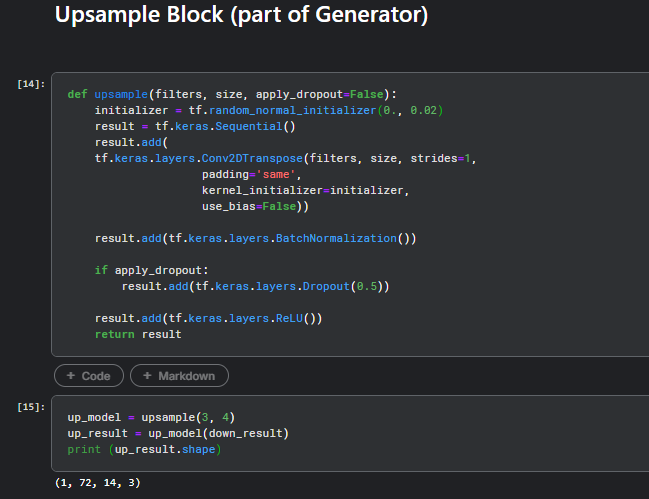 Upsample Block (part of Generator)
[14]:
def upsample(filters, size, apply_dropout=False):
    initializer = tf.random_normal_initializer(0., 0.02)
    result = tf.keras.Sequential()
    result.add(
    tf.keras.layers.Conv2DTranspose(filters, size, strides=1,
                    padding='same',
                    kernel_initializer=initializer,
                    use_bias=False))
    result.add(tf.keras.layers.BatchNormalization())
    if apply_dropout:
        result.add(tf.keras.layers.Dropout(0.5))
    result.add(tf.keras.layers.ReLU())
    return result
+ Code + Markdown
[15]:
up_model = upsample(3, 4)
up_result = up_model(down_result)
print (up_result.shape)
(1, 72, 14, 3)